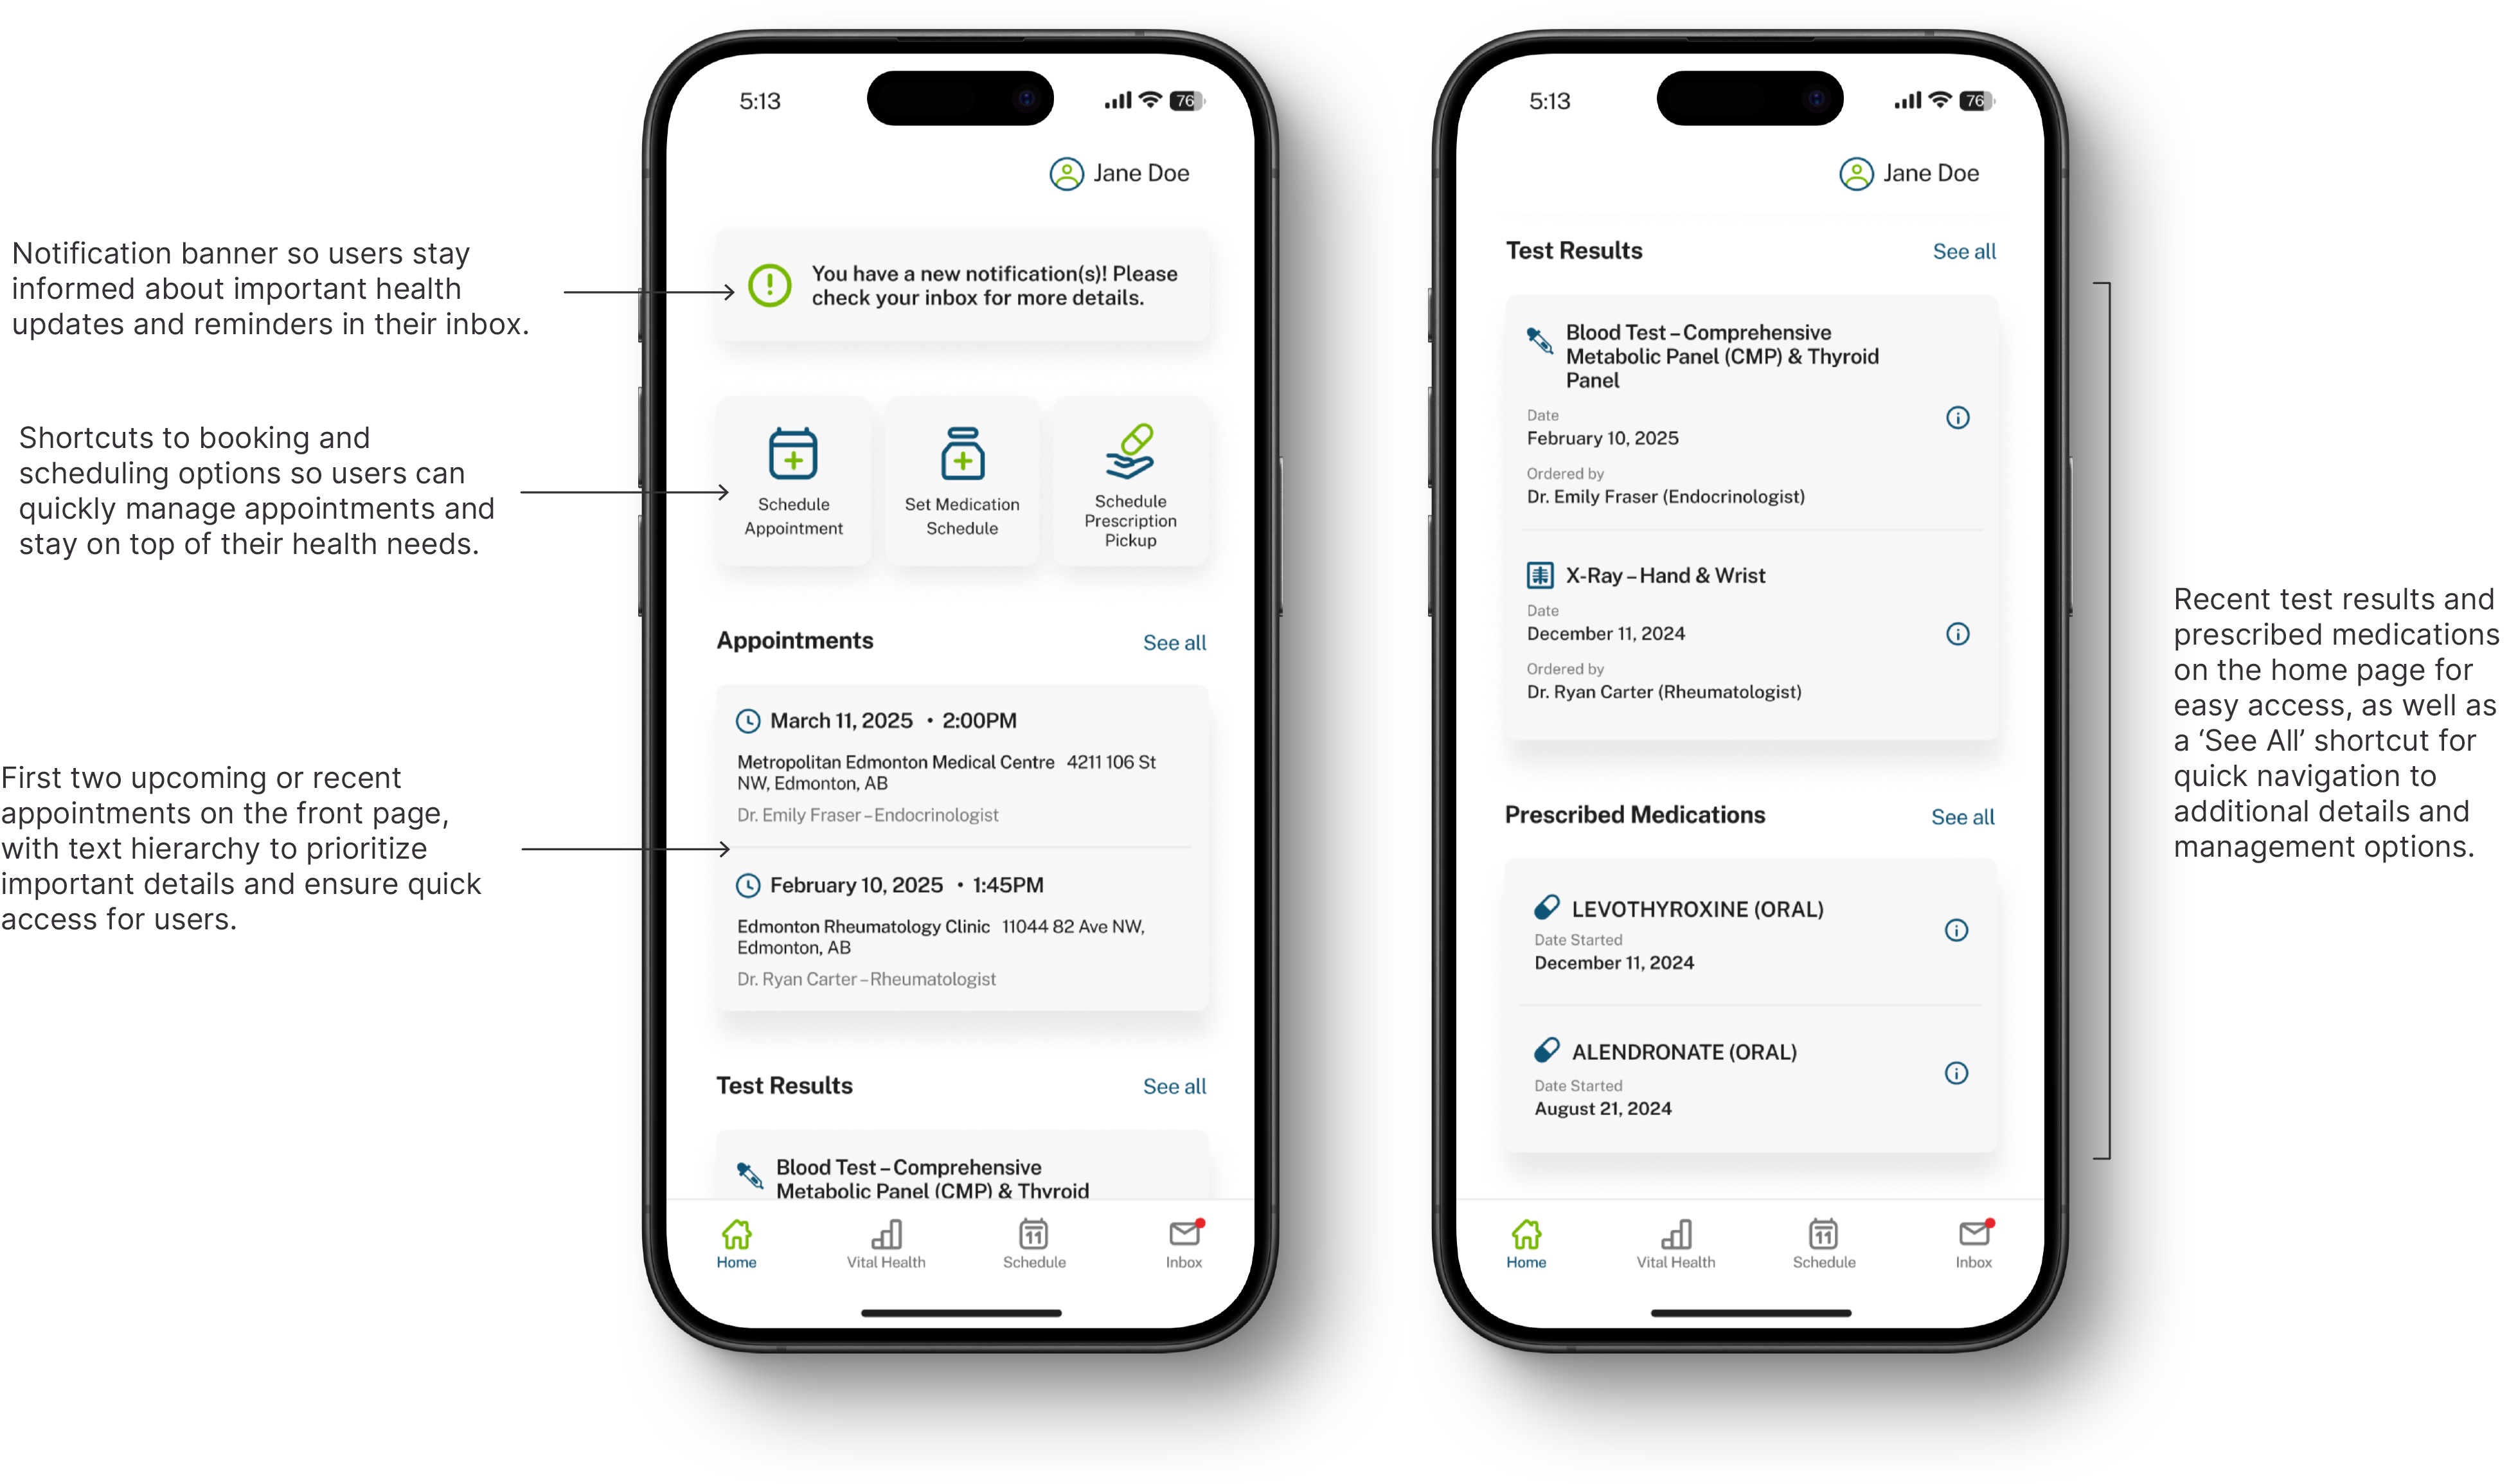 Notification banner so users stay
informed about important health
updates and reminders in their inbox.
Shortcuts to booking and
scheduling options so users can
quickly manage appointments and
stay on top of their health needs.
First two upcoming or recent
appointments on the front page,
with text hierarchy to prioritize
important details and ensure quick
access for users.
5:13
76
Jane Doe
You have a new notification(s)! Please
check your inbox for more details.
Schedule
Appointment
Set Medication
Schedule
Schedule
Prescription
Pickup
Appointments
See all
March 11, 2025 • 2:00PM
Metropolitan Edmonton Medical Centre 4211 106 St
NW, Edmonton, AB
Dr. Emily Fraser – Endocrinologist
February 10, 2025 • 1:45PM
Edmonton Rheumatology Clinic 11044 82 Ave NW,
Edmonton, AB
Dr. Ryan Carter – Rheumatologist
Test Results
See all
Blood Test – Comprehensive
Metabolic Panel (CMP) & Thyroid
Home
Vital Health
11
Schedule
Inbox
5:13
76
Jane Doe
Test Results
See all
Blood Test – Comprehensive
Metabolic Panel (CMP) & Thyroid
Panel
Date
February 10, 2025
Ordered by
Dr. Emily Fraser (Endocrinologist)
X-Ray – Hand & Wrist
Date
December 11, 2024
Ordered by
Dr. Ryan Carter (Rheumatologist)
Prescribed Medications
See all
LEVOTHYROXINE (ORAL)
Date Started
December 11, 2024
ALENDRONATE (ORAL)
Date Started
August 21, 2024
Home
Vital Health
11
Schedule
Inbox
Recent test results and
prescribed medications
on the home page for
easy access, as well as
a ‘See All’ shortcut for
quick navigation to
additional details and
management options.